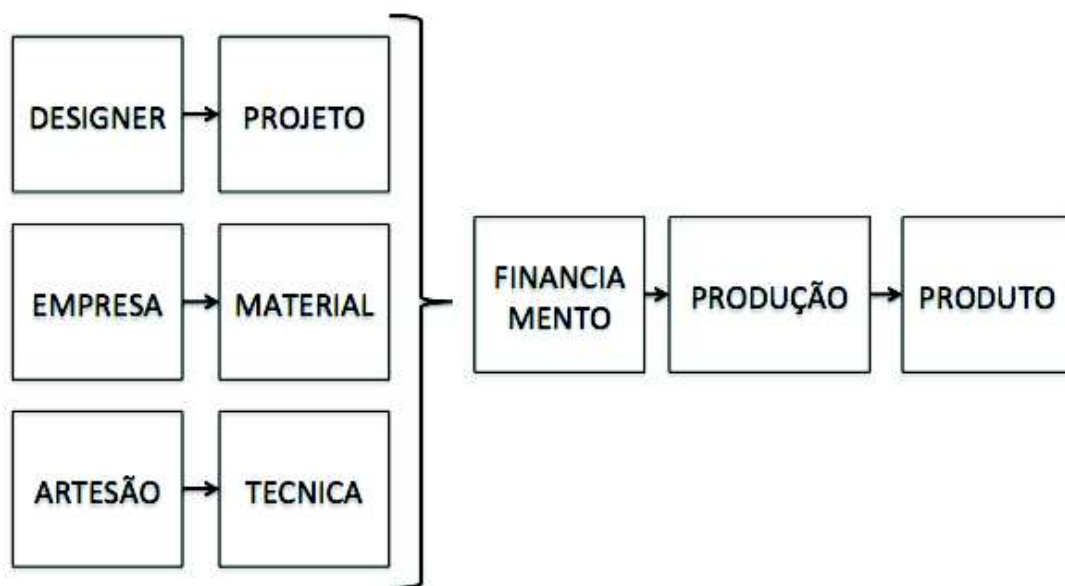 DESIGNER
PROJETO
EMPRESA
MATERIAL
ARTESÃO
TECNICA
FINANCIA
MENTO
PRODUÇÃO
PRODUTO